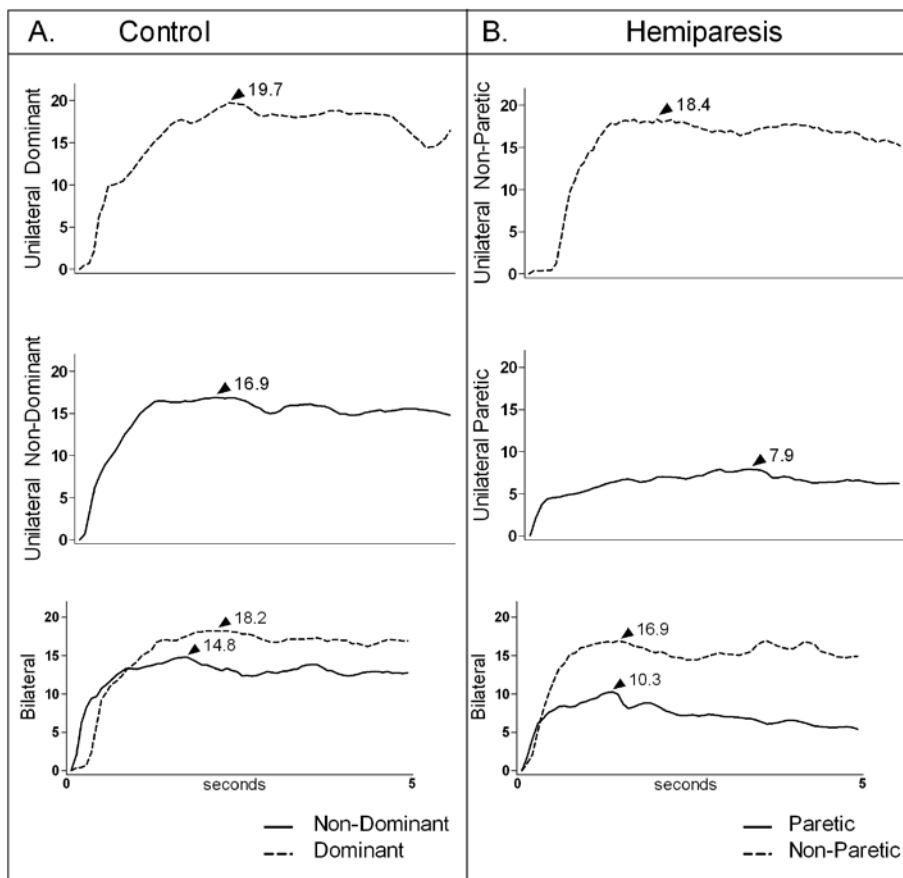 A. Control
Unilateral Dominant
20
15
10
5
0
19.7
Unilateral Non-Dominant
20
15
10
5
0
16.9
Bilateral
20
15
10
5
0
18.2
14.8
0 seconds 5
Non-Dominant
Dominant
B. Hemiparesis
Unilateral Non-Paretic
20
15
10
5
0
18.4
Unilateral Paretic
20
15
10
5
0
7.9
Bilateral
20
15
10
5
0
16.9
10.3
0 seconds 5
Paretic
Non-Paretic